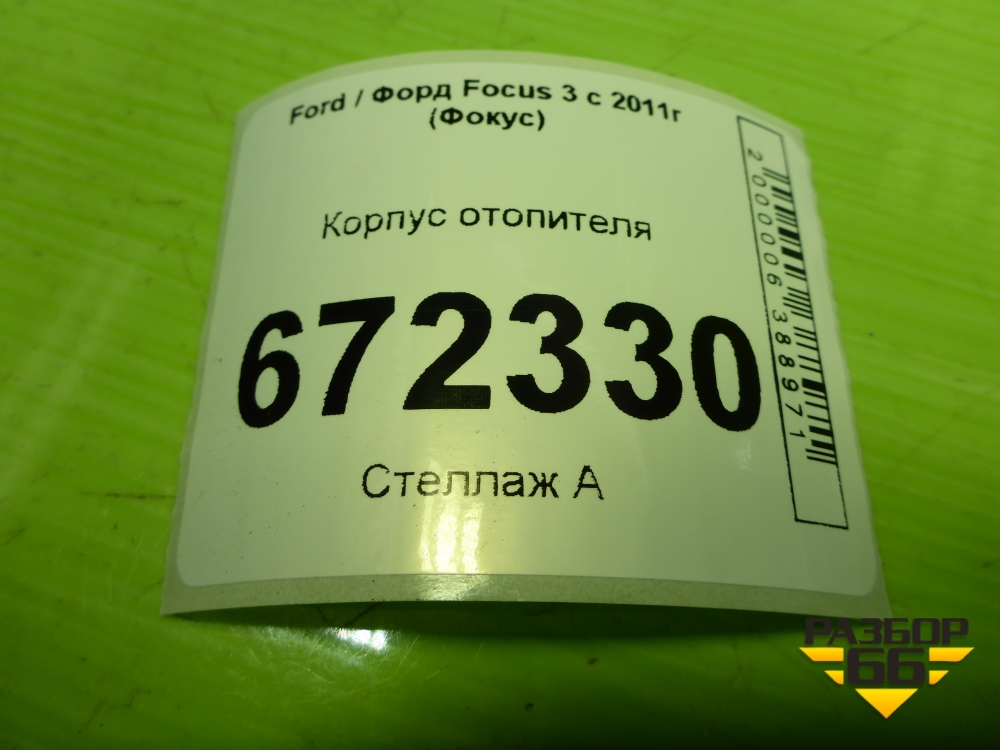 Ford / Форд Focus 3 с 2011г
(Фокус)
Корпус отопителя
672330
Стеллаж А
2000006388971
РАЗБОР
66